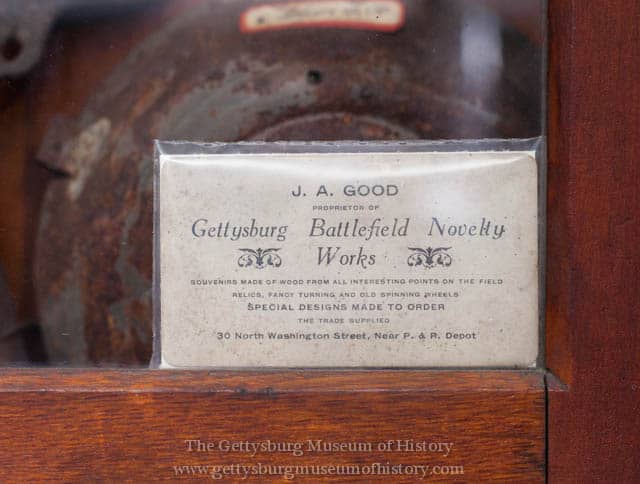 J. A. GOOD
PROPRIETOR OF
Gettysburg Battlefield Novelty
Works
SOUVENIRS MADE OF WOOD FROM ALL INTERESTING POINTS ON THE FIELD
RELICS, FANCY TURNING AND OLD SPINNING WHEELS
SPECIAL DESIGNS MADE TO ORDER
THE TRADE SUPPLIED
30 North Washington Street, Near P. & R. Depot
The Gettysburg Museum of History
www.gettysburgmuseumofhistory.com